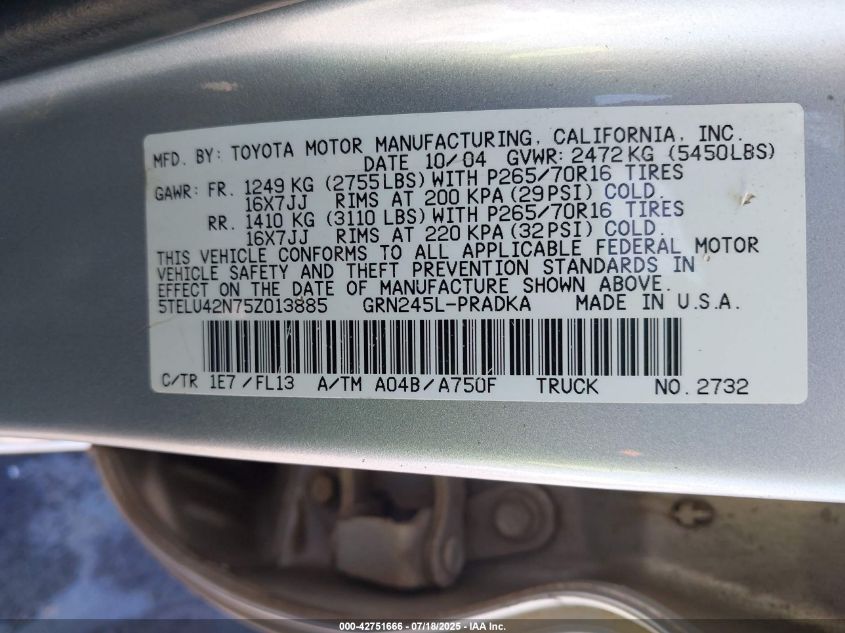 MFD. BY: TOYOTA MOTOR MANUFACTURING, CALIFORNIA, INC.
DATE 10/04 GVWR: 2472KG (5450LBS)
GAWR: FR. 1249 KG (2755LBS) WITH P265/70R16 TIRES
16X7JJ RIMS AT 200 KPA (29PSI) COLD.
RR. 1410 KG (3110 LBS) WITH P265/70R16 TIRES
16X7JJ RIMS AT 220 KPA (32PSI) COLD.
THIS VEHICLE CONFORMS TO ALL APPLICABLE FEDERAL MOTOR
VEHICLE SAFETY AND THEFT PREVENTION STANDARDS IN
EFFECT ON THE DATE OF MANUFACTURE SHOWN ABOVE.
5TELU42N75Z013885 GRN245L-PRADKA MADE IN U.S.A.
C/TR 1E7/FL13 A/TM A04B/A750F TRUCK NO.2732
000-42751666 - 07/18/2025 - IAA Inc.